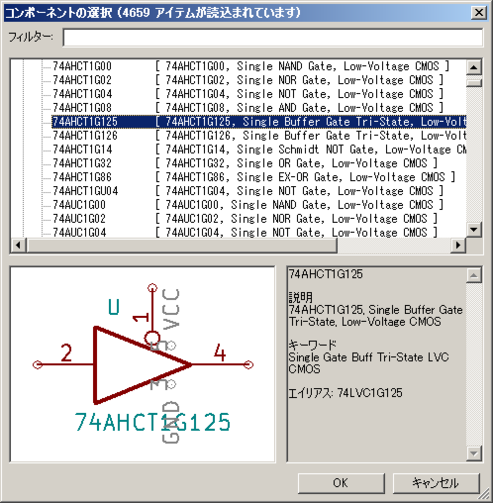 コンポーネントの選択 (4659 アイテムが読込まれています)
フィルター:
74AHCT1G00 [ 74AHCT1G00, Single NAND Gate, Low-Voltage CMOS ]
74AHCT1G02 [ 74AHCT1G02, Single NOR Gate, Low-Voltage CMOS ]
74AHCT1G04 [ 74AHCT1G04, Single NOT Gate, Low-Voltage CMOS ]
74AHCT1G08 [ 74AHCT1G08, Single AND Gate, Low-Voltage CMOS ]
74AHCT1G125 [ 74AHCT1G125, Single Buffer Gate Tri-State, Low-Volt
74AHCT1G126 [ 74AHCT1G126, Single Buffer Gate Tri-State, Low-Volt
74AHCT1G14 [ 74AHCT1G14, Single Schmidt NOT Gate, Low-Voltage CM
74AHCT1G32 [ 74AHCT1G32, Single OR Gate, Low-Voltage CMOS ]
74AHCT1G86 [ 74AHCT1G86, Single EX-OR Gate, Low-Voltage CMOS ]
74AHCT1GU04 [ 74AHCT1G04, Single NOT Gate, Low-Voltage CMOS ]
74AUC1G00 [ 74AUC1G00, Single NAND Gate, Low-Voltage CMOS ]
74AUC1G02 [ 74AUC1G02, Single NOR Gate, Low-Voltage CMOS ]
74AUC1G04 [ 74AUC1G04, Single NOT Gate, Low-Voltage CMOS ]
U
1
VCC
5
2
4
3
GND
74AHCT1G125
74AHCT1G125
説明
74AHCT1G125, Single Buffer Gate
Tri-State, Low-Voltage CMOS
キーワード
Single Gate Buff Tri-State LVC
CMOS
エイリアス: 74LVC1G125
OK
キャンセル